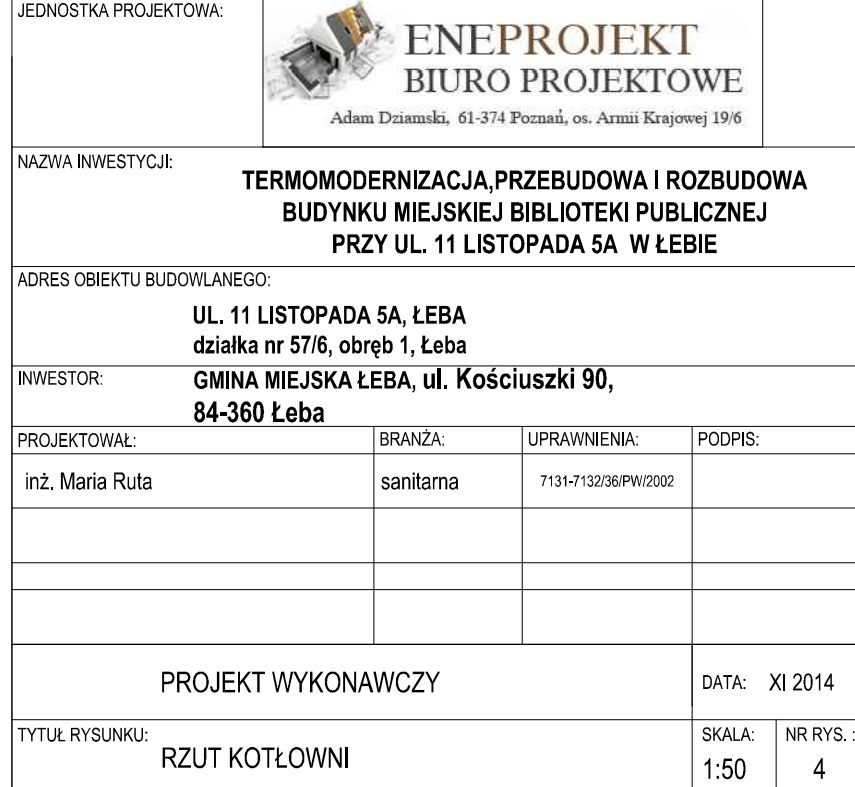 JEDNOSTKA PROJEKTOWA:
ENEPROJEKT
BIURO PROJEKTOWE
Adam Dziamski, 61-374 Poznań, os. Armii Krajowej 19/6
NAZWA INWESTYCJI:
TERMOMODERNIZACJA,PRZEBUDOWA I ROZBUDOWA
BUDYNKU MIEJSKIEJ BIBLIOTEKI PUBLICZNEJ
PRZY UL. 11 LISTOPADA 5A W ŁEBIE
ADRES OBIEKTU BUDOWLANEGO:
UL. 11 LISTOPADA 5A, ŁEBA
działka nr 57/6, obręb 1, Łeba
INWESTOR:
GMINA MIEJSKA ŁEBA, ul. Kościuszki 90,
84-360 Łeba
PROJEKTOWAŁ: BRANŻA: UPRAWNIENIA: PODPIS:
inż. Maria Ruta sanitarna 7131-7132/36/PW/2002
PROJEKT WYKONAWCZY DATA: XI 2014
TYTUŁ RYSUNKU: SKALA: NR RYS. :
RZUT KOTŁOWNI 1:50 4